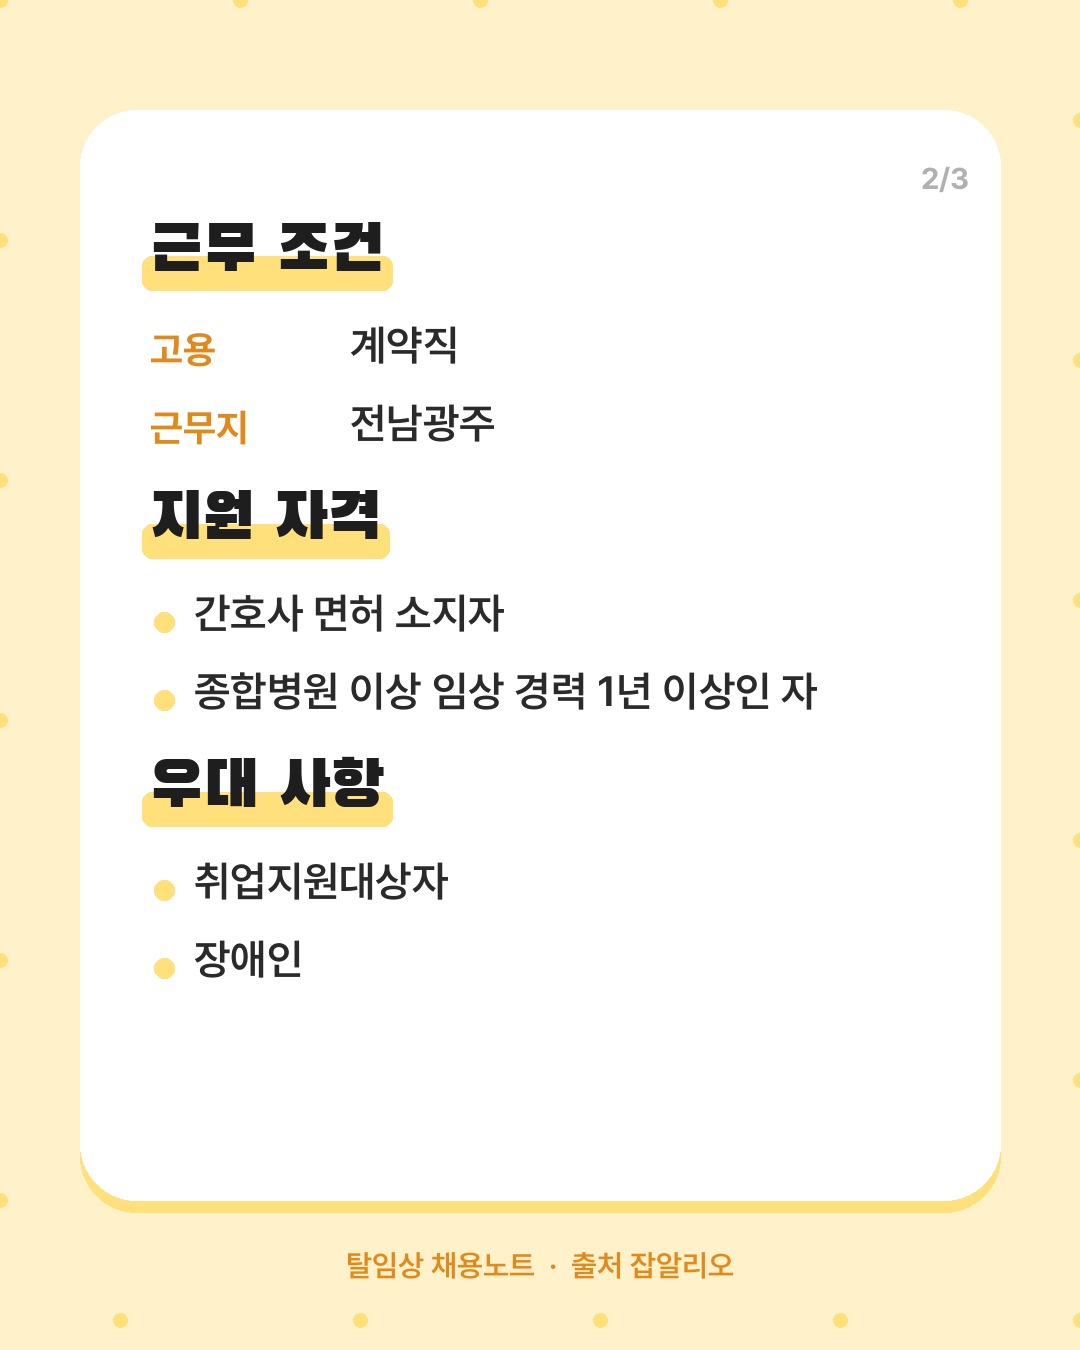 2/3
근무 조건
고용 계약직
근무지 전남광주
지원 자격
간호사 면허 소지자
종합병원 이상 임상 경력 1년 이상인 자
우대 사항
취업지원대상자
장애인
탈임상 채용노트 · 출처 잡알리오